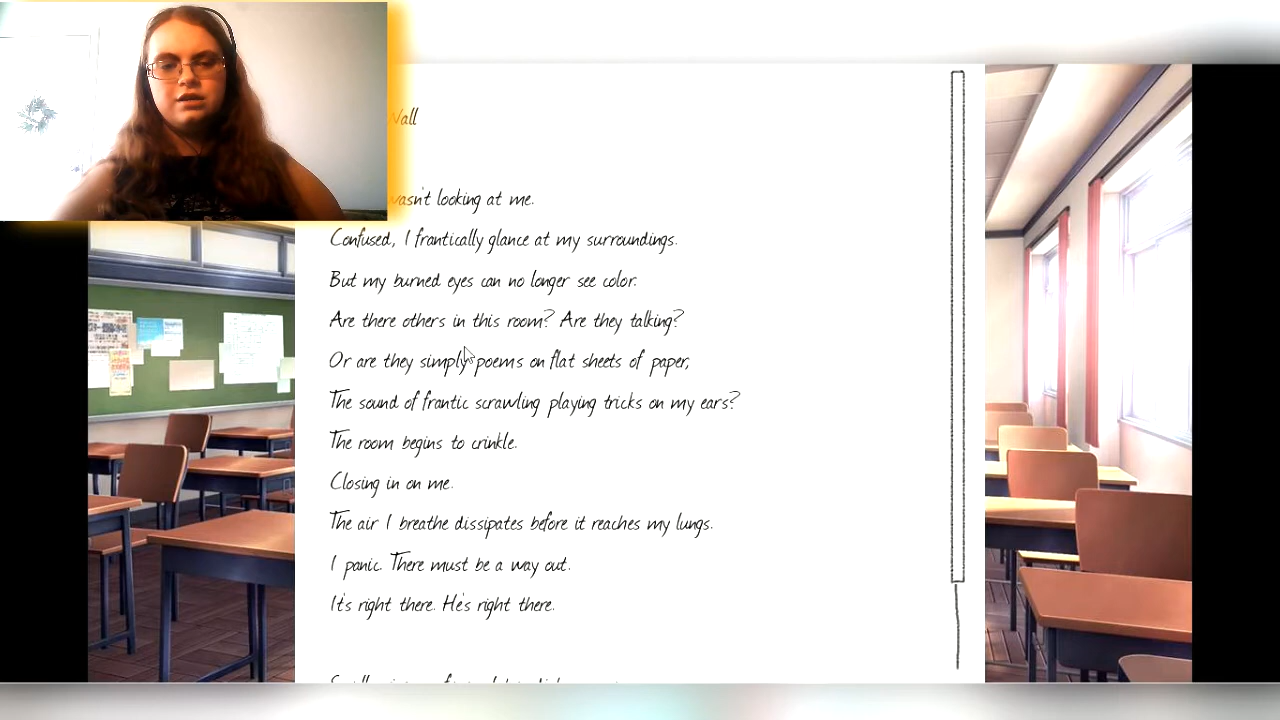 Wall
wasn't looking at me.
Confused, I frantically glance at my surroundings.
But my burned eyes can no longer see color.
Are there others in this room? Are they talking?
Or are they simply poems on flat sheets of paper,
The sound of frantic scrawling playing tricks on my ears?
The room begins to crinkle.
Closing in on me.
The air I breathe dissipates before it reaches my lungs.
I panic. There must be a way out.
It's right there. He's right there.